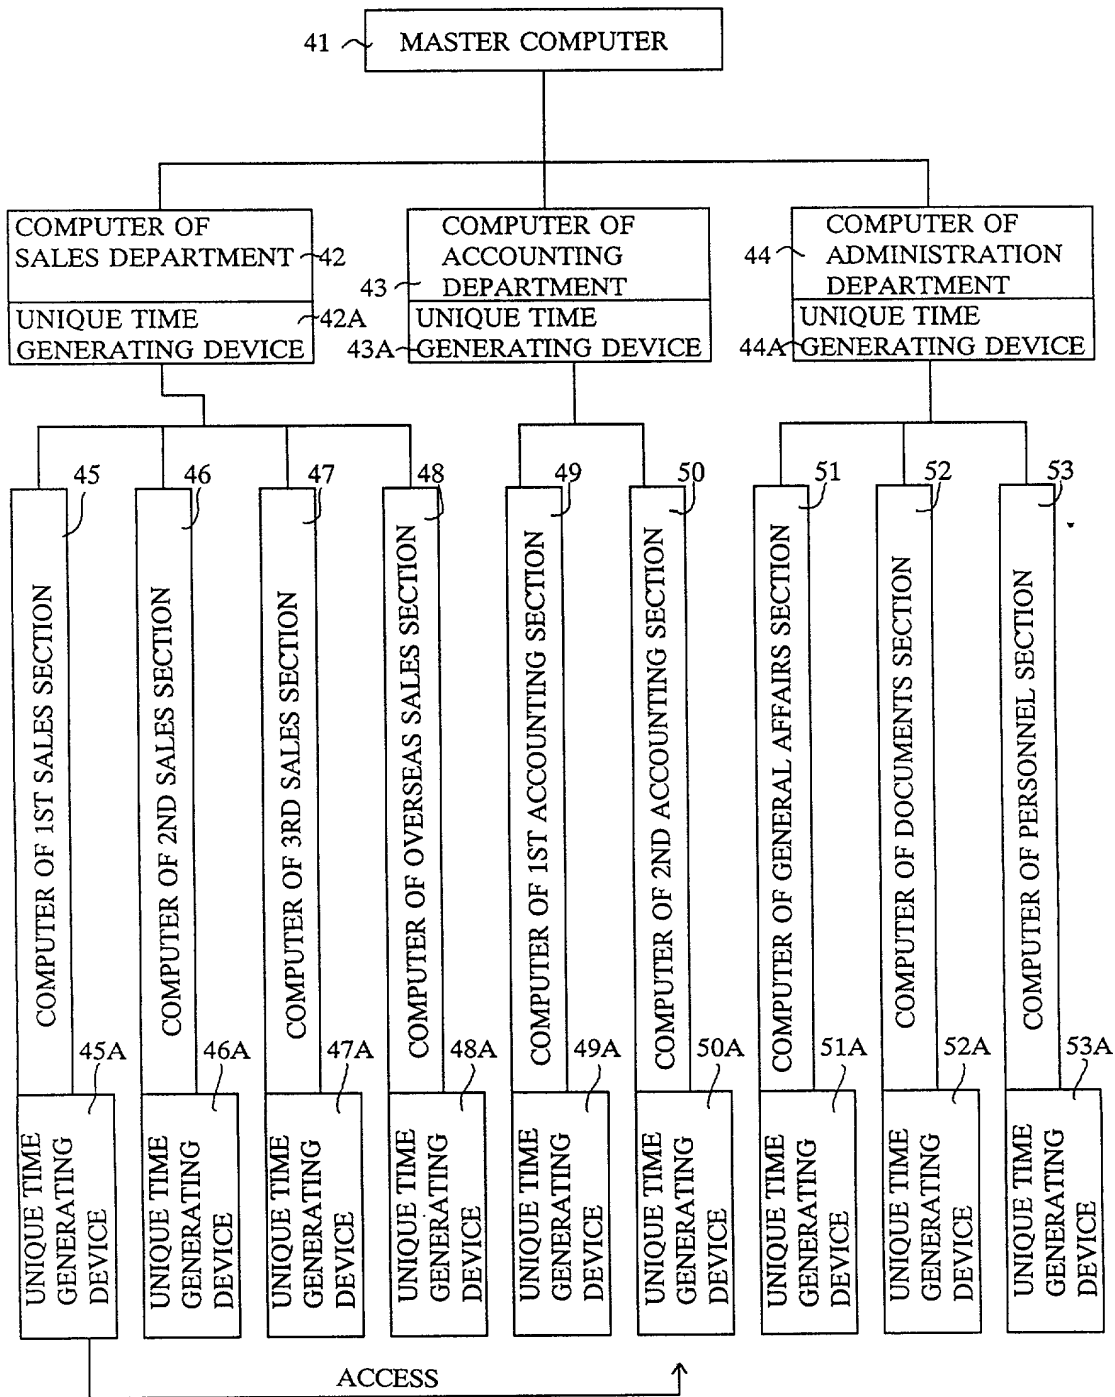 41
MASTER COMPUTER
COMPUTER OF
SALES DEPARTMENT
42
UNIQUE TIME
GENERATING DEVICE
42A
COMPUTER OF
ACCOUNTING
DEPARTMENT
43
UNIQUE TIME
GENERATING DEVICE
43A
COMPUTER OF
ADMINISTRATION
DEPARTMENT
44
UNIQUE TIME
GENERATING DEVICE
44A
45
COMPUTER OF 1ST SALES SECTION
45A
UNIQUE TIME
GENERATING
DEVICE
46
COMPUTER OF 2ND SALES SECTION
46A
UNIQUE TIME
GENERATING
DEVICE
47
COMPUTER OF 3RD SALES SECTION
47A
UNIQUE TIME
GENERATING
DEVICE
48
COMPUTER OF OVERSEAS SALES SECTION
48A
UNIQUE TIME
GENERATING
DEVICE
49
COMPUTER OF 1ST ACCOUNTING SECTION
49A
UNIQUE TIME
GENERATING
DEVICE
50
COMPUTER OF 2ND ACCOUNTING SECTION
50A
UNIQUE TIME
GENERATING
DEVICE
51
COMPUTER OF GENERAL AFFAIRS SECTION
51A
UNIQUE TIME
GENERATING
DEVICE
52
COMPUTER OF DOCUMENTS SECTION
52A
UNIQUE TIME
GENERATING
DEVICE
53
COMPUTER OF PERSONNEL SECTION
53A
UNIQUE TIME
GENERATING
DEVICE
ACCESS